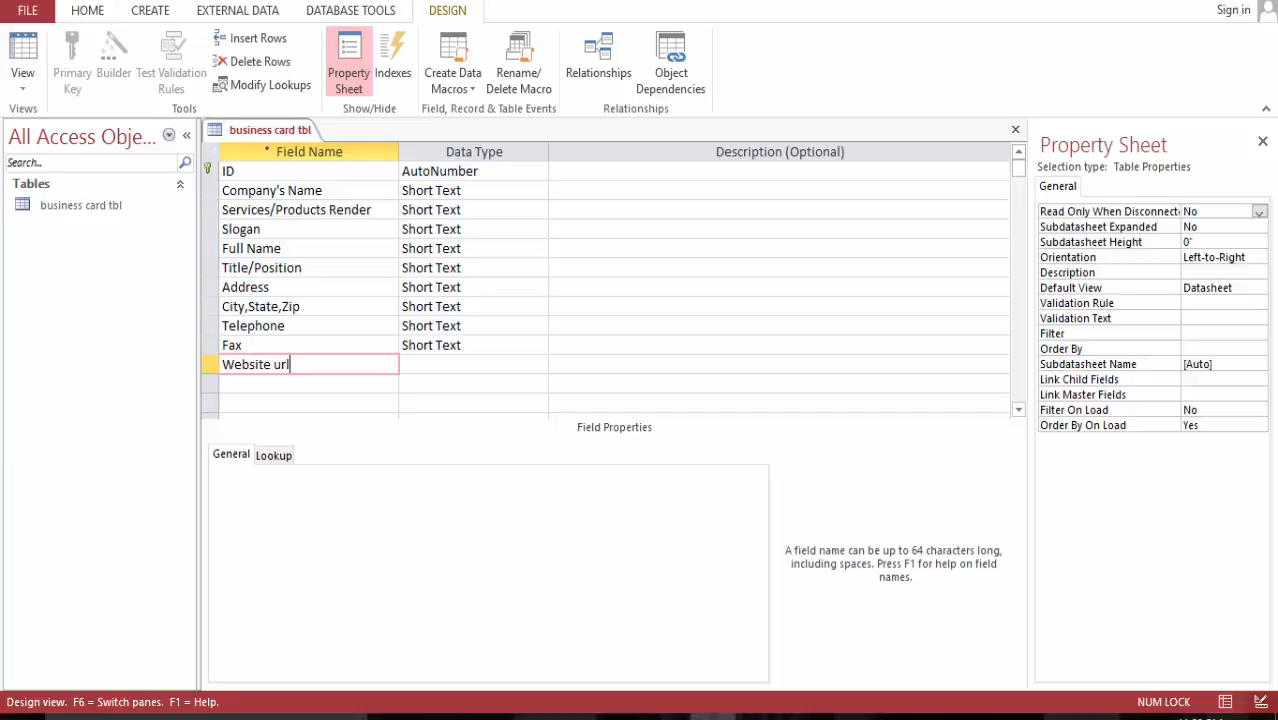 FILE HOME CREATE EXTERNAL DATA DATABASE TOOLS DESIGN Sign in
View
Primary Key
Builder
Test Validation Rules
Insert Rows
Delete Rows
Modify Lookups
Property Sheet
Indexes
Create Data Macros
Rename/ Delete Macro
Relationships
Object Dependencies
Views Tools Show/Hide Field, Record & Table Events Relationships
All Access Obje...
Search..
Tables
business card tbl
business card tbl
Field Name Data Type Description (Optional)
ID AutoNumber
Company's Name Short Text
Services/Products Render Short Text
Slogan Short Text
Full Name Short Text
Title/Position Short Text
Address Short Text
City,State,Zip Short Text
Telephone Short Text
Fax Short Text
Website url
Field Properties
General Lookup
A field name can be up to 64 characters long,
including spaces. Press F1 for help on field
names.
Property Sheet
Selection type: Table Properties
General
Read Only When Disconnect No
Subdatasheet Expanded No
Subdatasheet Height 0"
Orientation Left-to-Right
Description
Default View Datasheet
Validation Rule
Validation Text
Filter
Order By
Subdatasheet Name [Auto]
Link Child Fields
Link Master Fields
Filter On Load No
Order By On Load Yes
Design view. F6 = Switch panes. F1 = Help. NUM LOCK